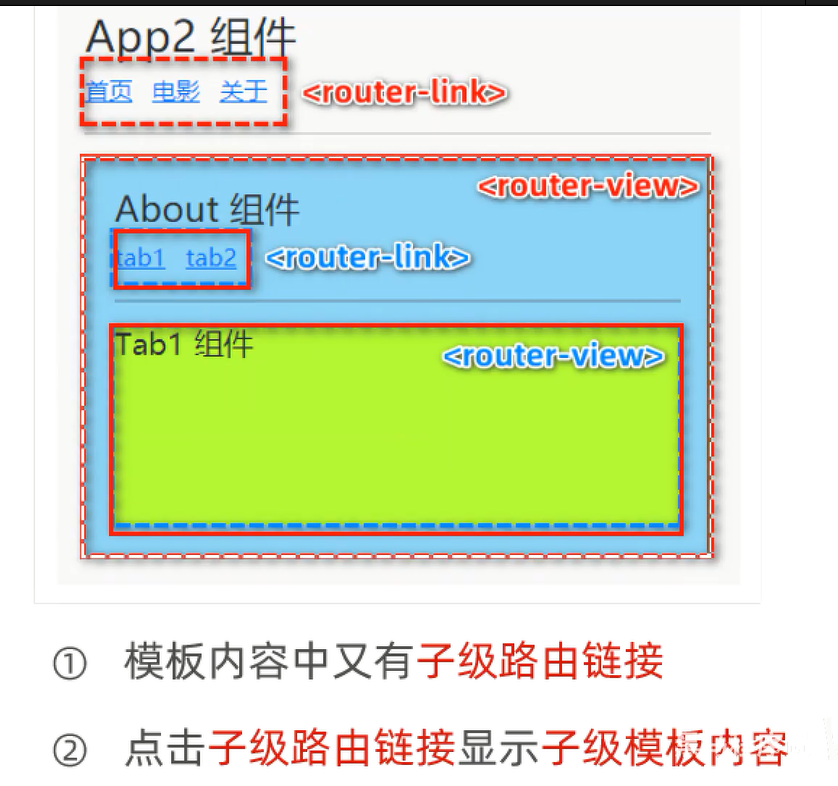 App2 组件
首页 电影 关于 <router-link>
<router-view>
About 组件
tab1 tab2 <router-link>
Tab1 组件
<router-view>
① 模板内容中又有子级路由链接
② 点击子级路由链接显示子级模板内容